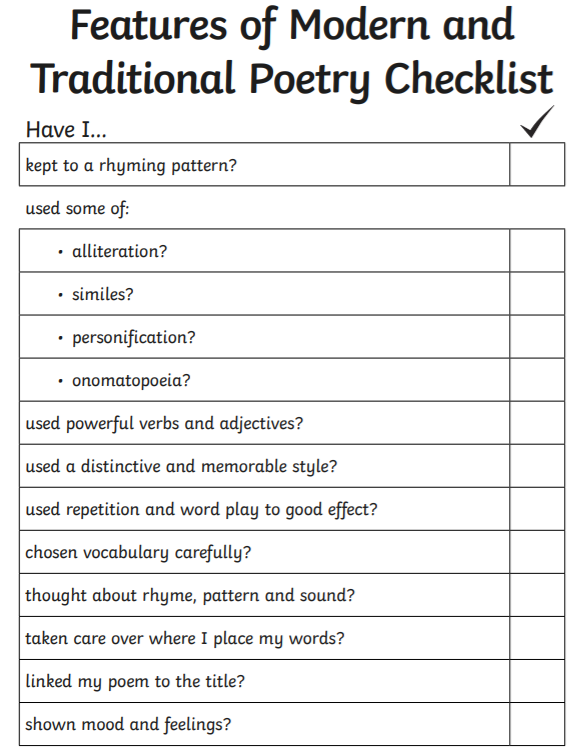 Features of Modern and
Traditional Poetry Checklist
Have I...
kept to a rhyming pattern?
used some of:
• alliteration?
• similes?
• personification?
• onomatopoeia?
used powerful verbs and adjectives?
used a distinctive and memorable style?
used repetition and word play to good effect?
chosen vocabulary carefully?
thought about rhyme, pattern and sound?
taken care over where I place my words?
linked my poem to the title?
shown mood and feelings?